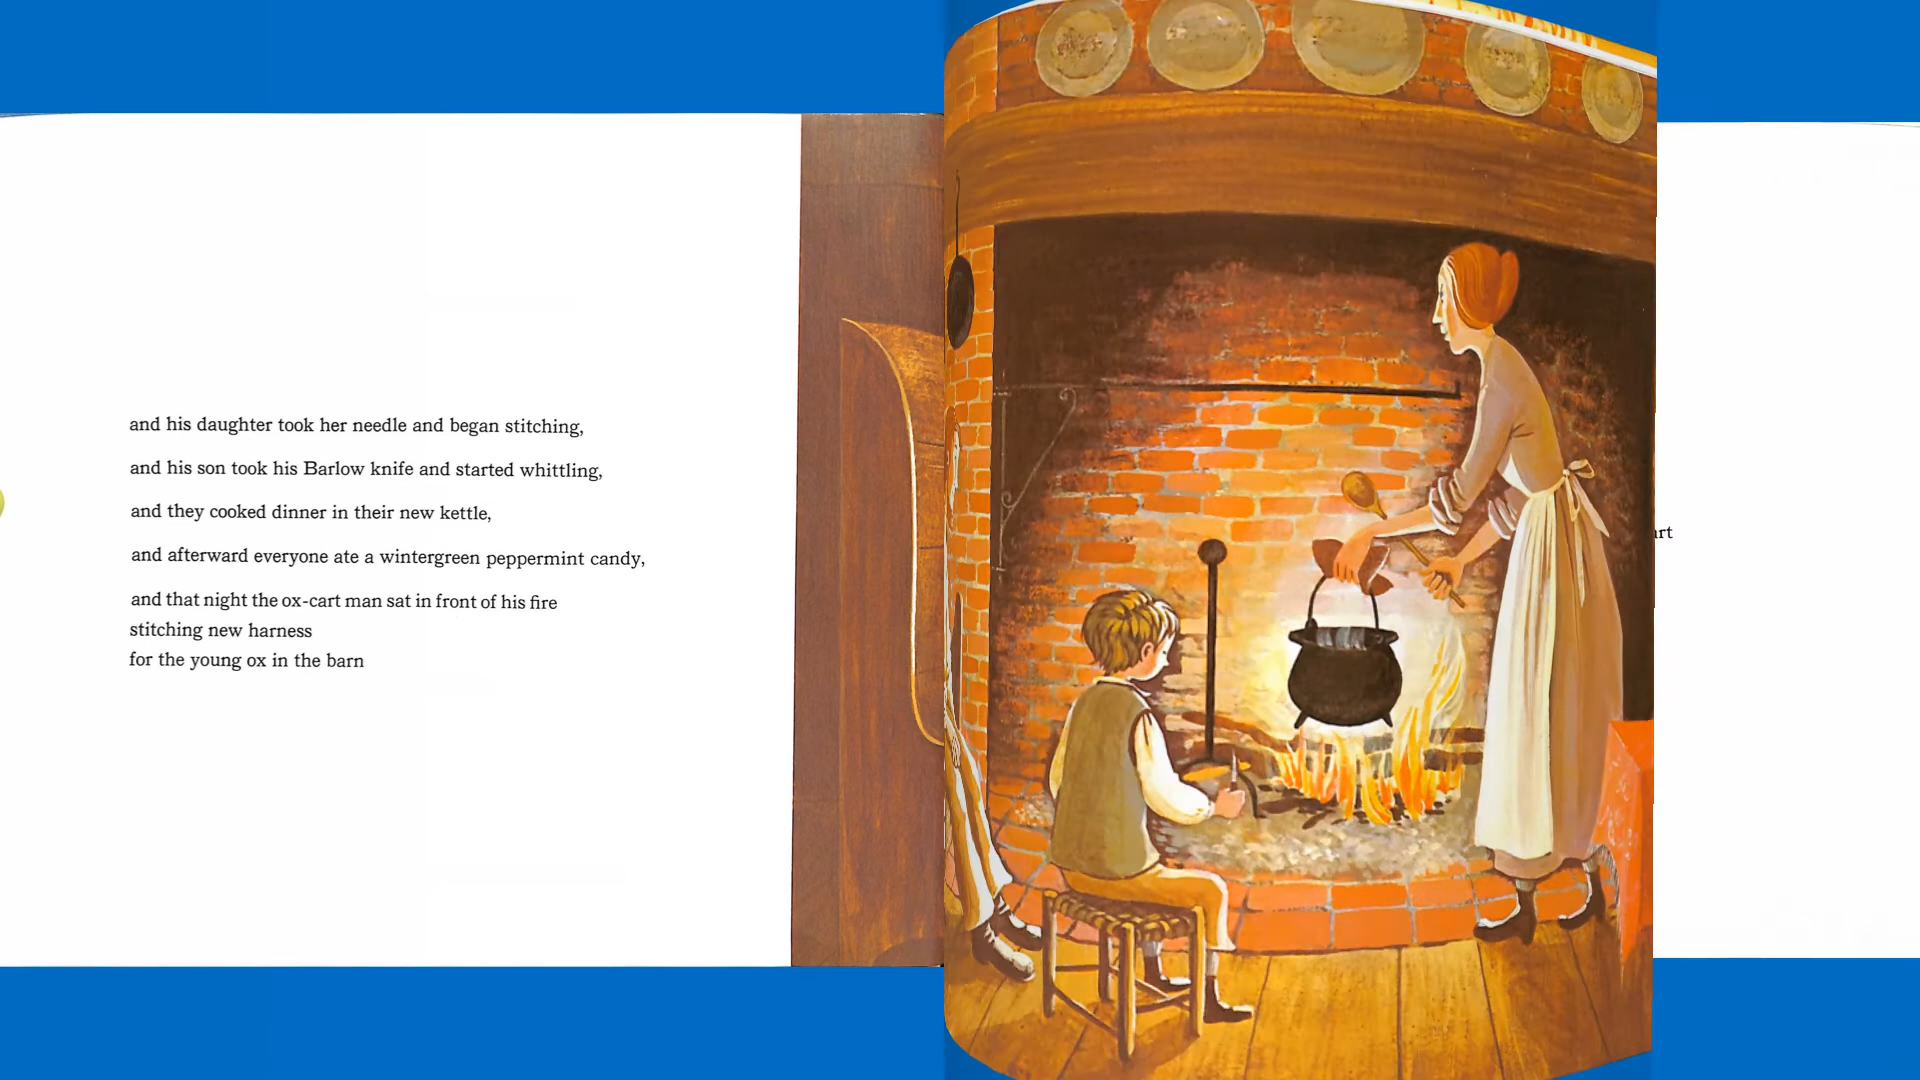 and his daughter took her needle and began stitching,
and his son took his Barlow knife and started whittling,
and they cooked dinner in their new kettle,
and afterward everyone ate a wintergreen peppermint candy,
and that night the ox-cart man sat in front of his fire
stitching new harness
for the young ox in the barn